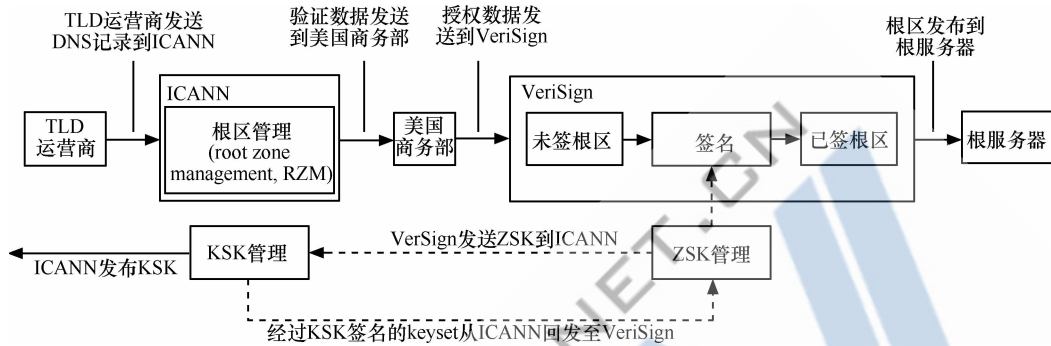 TLD运营商发送
DNS记录到ICANN
验证数据发送
到美国商务部
授权数据发
送到VeriSign
根区发布到
根服务器
ICANN
VeriSign
TLD
运营商
根区管理
(root zone
management, RZM)
美国
商务部
未签根区
签名
已签根区
根服务器
VerSign发送ZSK到ICANN
KSK管理
ZSK管理
ICANN发布KSK
经过KSK签名的keyset从ICANN回发至VeriSign
NET.CN